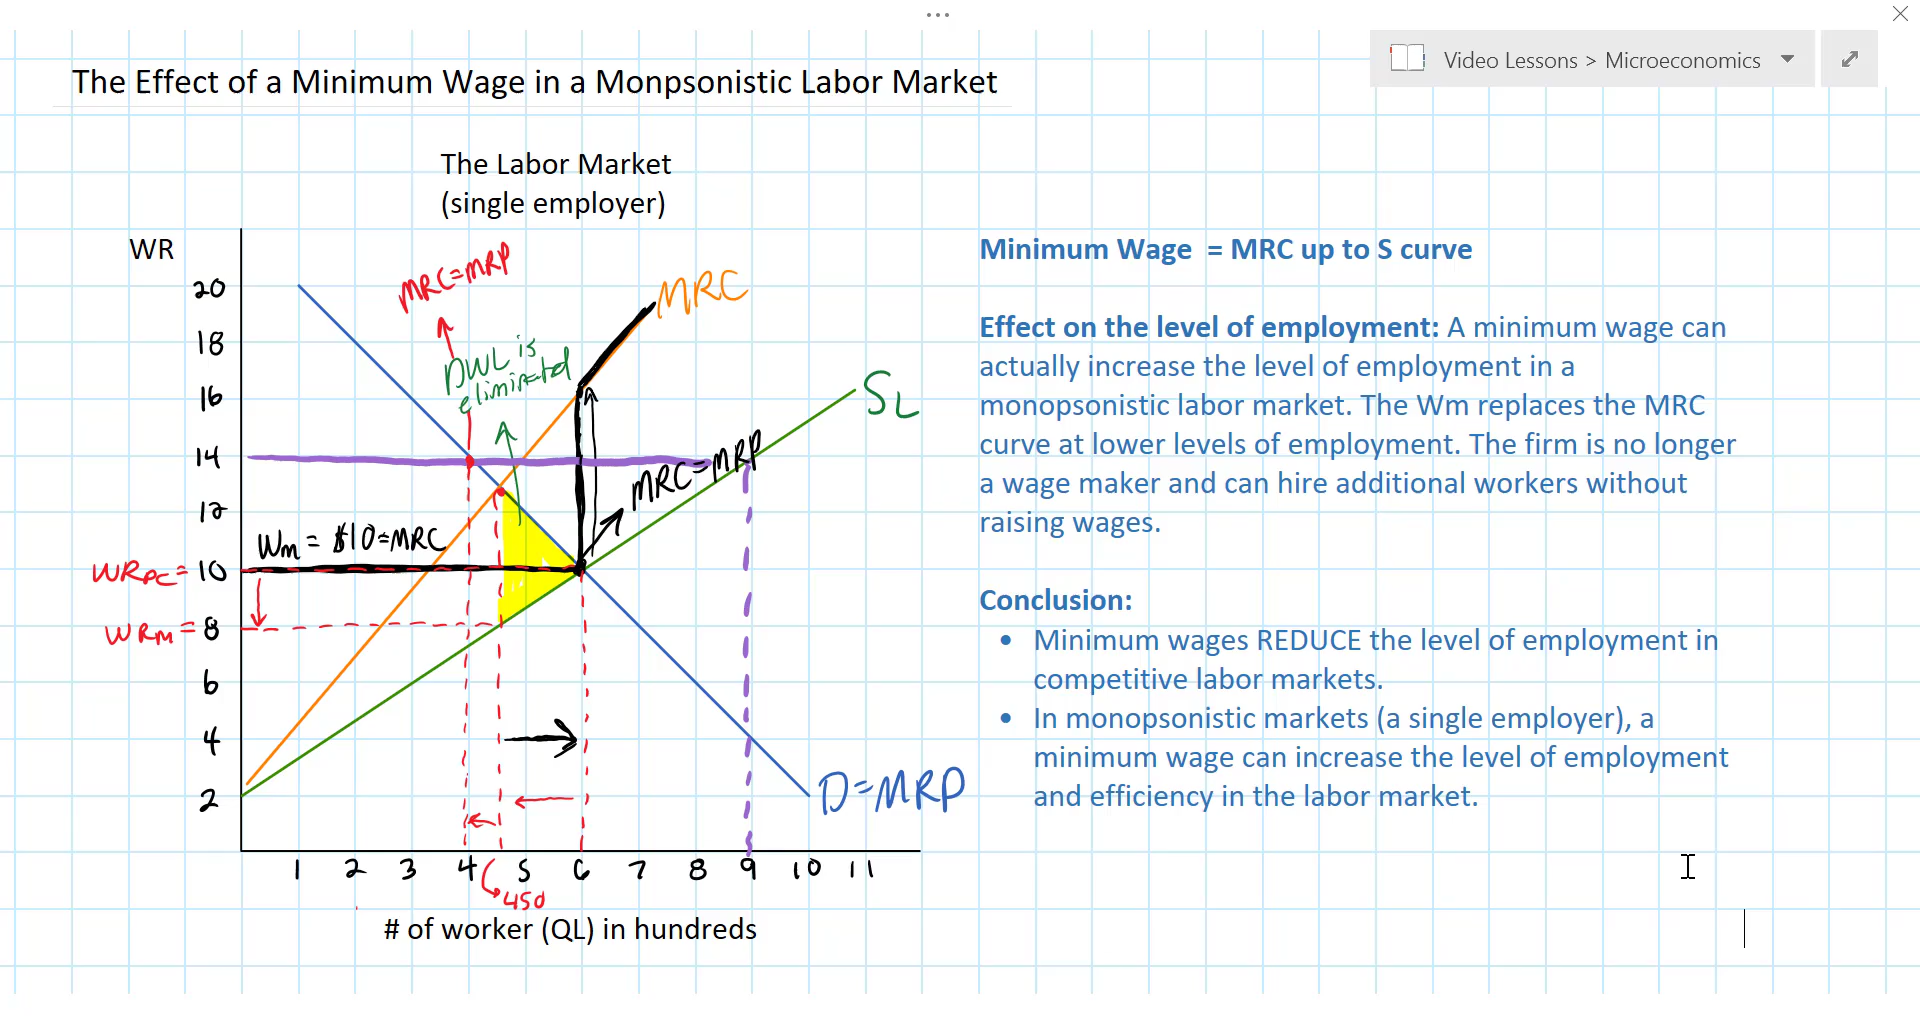 ...
Video Lessons > Microeconomics
The Effect of a Minimum Wage in a Monpsonistic Labor Market
The Labor Market
(single employer)
WR
MRC=MRP
MRC
20
18
16
14
12
10
8
6
4
2
DWL is
eliminated
SL
MRC=MRP
Wm = $10=MRC
WRPC=
WRM=
D=MRP
1 2 3 4 5 6 7 8 9 10 11
450
# of worker (QL) in hundreds
Minimum Wage = MRC up to S curve
Effect on the level of employment: A minimum wage can
actually increase the level of employment in a
monopsonistic labor market. The Wm replaces the MRC
curve at lower levels of employment. The firm is no longer
a wage maker and can hire additional workers without
raising wages.
Conclusion:
• Minimum wages REDUCE the level of employment in
competitive labor markets.
• In monopsonistic markets (a single employer), a
minimum wage can increase the level of employment
and efficiency in the labor market.